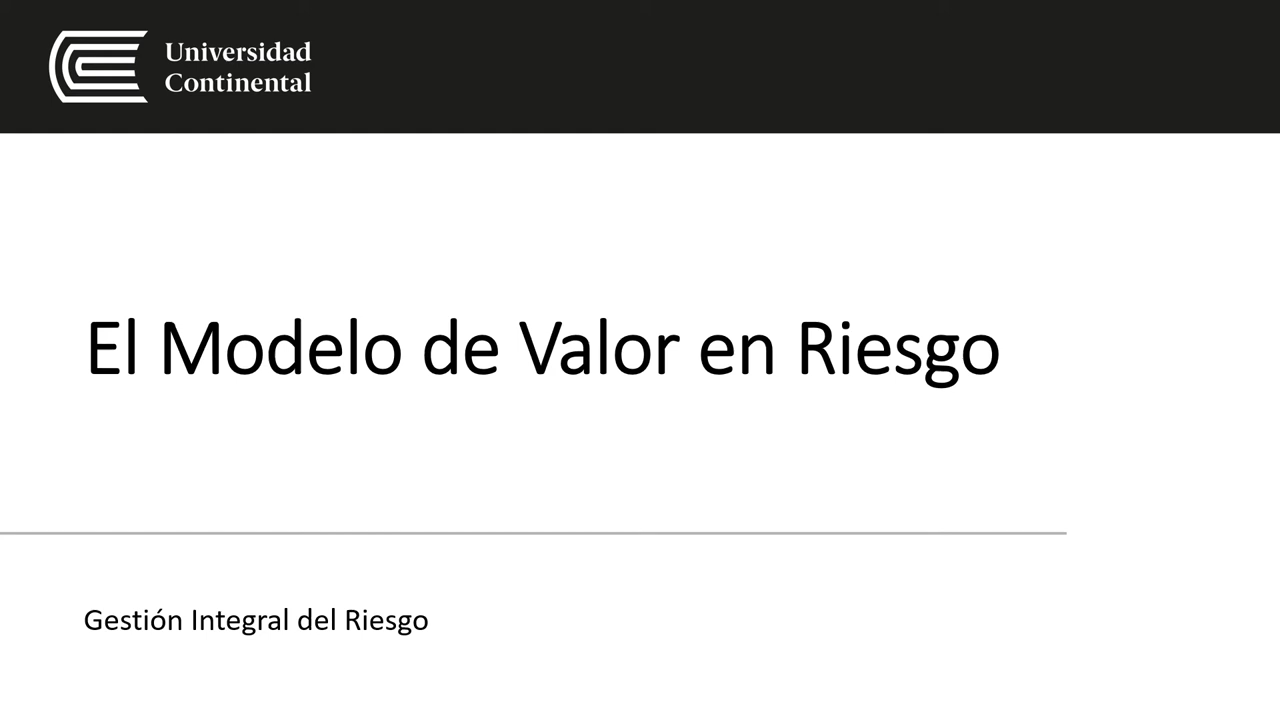 Universidad
Continental
El Modelo de Valor en Riesgo
Gestión Integral del Riesgo